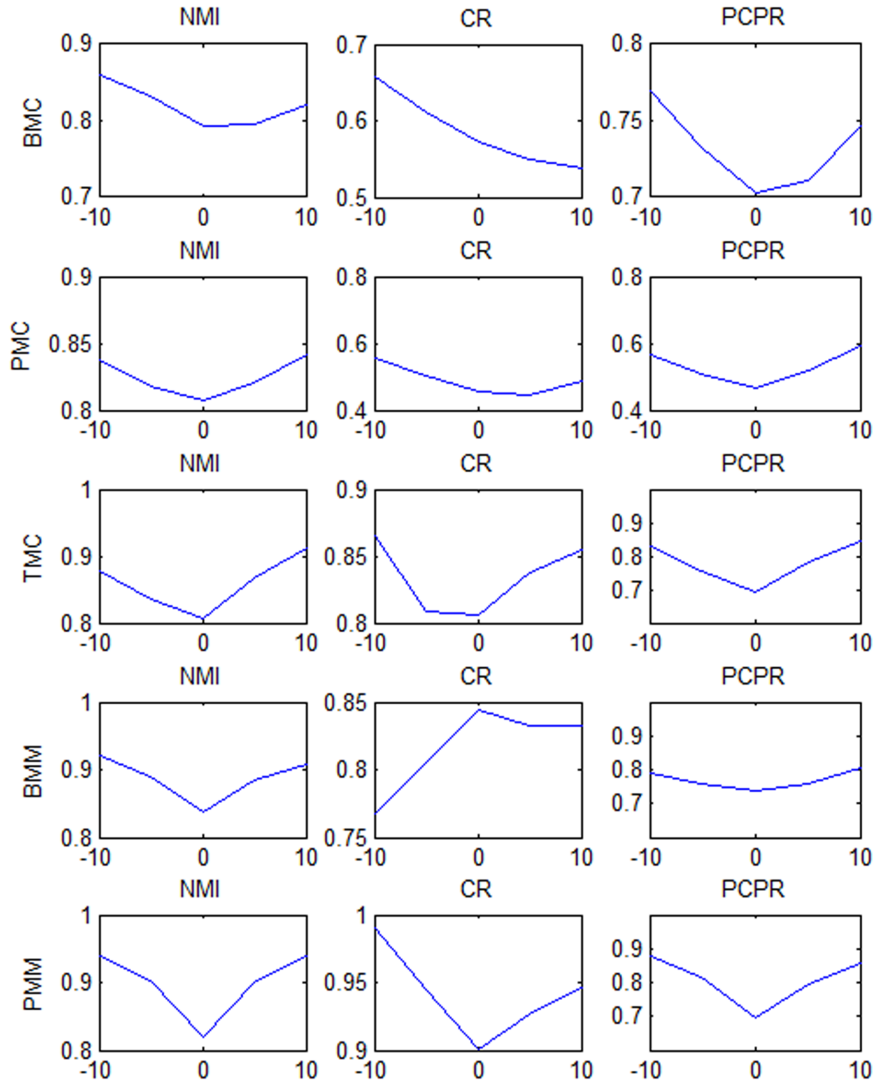 NMI CR PCPR
BMC
0.9 0.7 0.8
0.8 0.6 0.75
0.7 0.5 0.7
-10 0 10 -10 0 10 -10 0 10
NMI CR PCPR
PMC
0.9 0.8 0.8
0.85 0.6 0.6
0.8 0.4 0.4
-10 0 10 -10 0 10 -10 0 10
NMI CR PCPR
TMC
1 0.9 0.9
0.9 0.85 0.8
0.8 0.8 0.7
-10 0 10 -10 0 10 -10 0 10
NMI CR PCPR
BMM
1 0.85 0.9
0.9 0.8 0.8
0.8 0.75 0.7
-10 0 10 -10 0 10 -10 0 10
NMI CR PCPR
PMM
1 1 0.9
0.9 0.95 0.8
0.8 0.9 0.7
-10 0 10 -10 0 10 -10 0 10